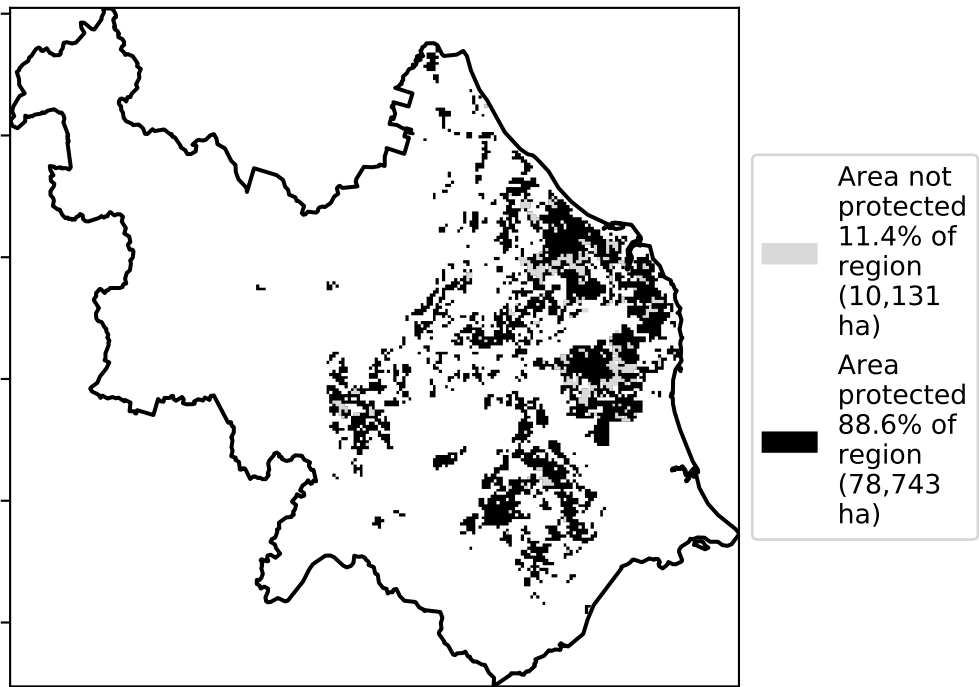 Area not
protected
11.4% of
region
(10,131
ha)
Area
protected
88.6% of
region
(78,743
ha)